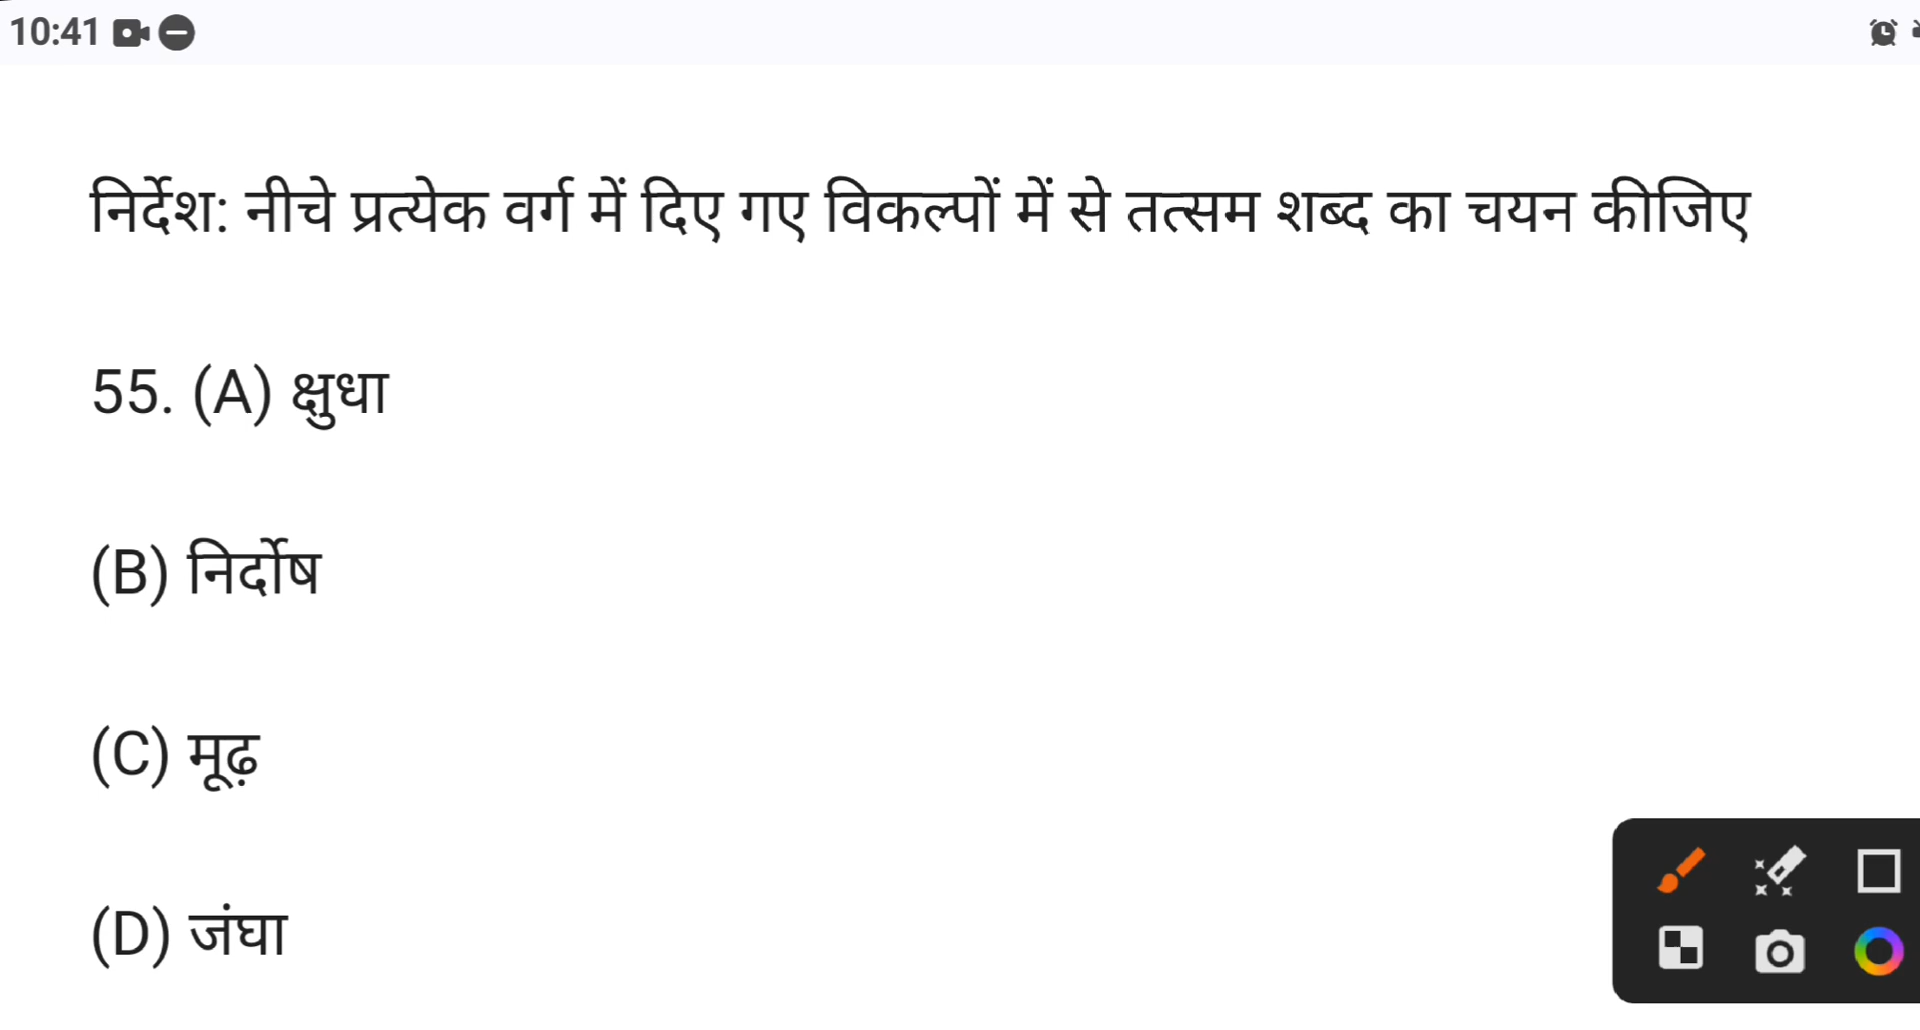 10:41
निर्देश: नीचे प्रत्येक वर्ग में दिए गए विकल्पों में से तत्सम शब्द का चयन कीजिए
55. (A) क्षुधा
(B) निर्दोष
(C) मूढ़
(D) जंघा